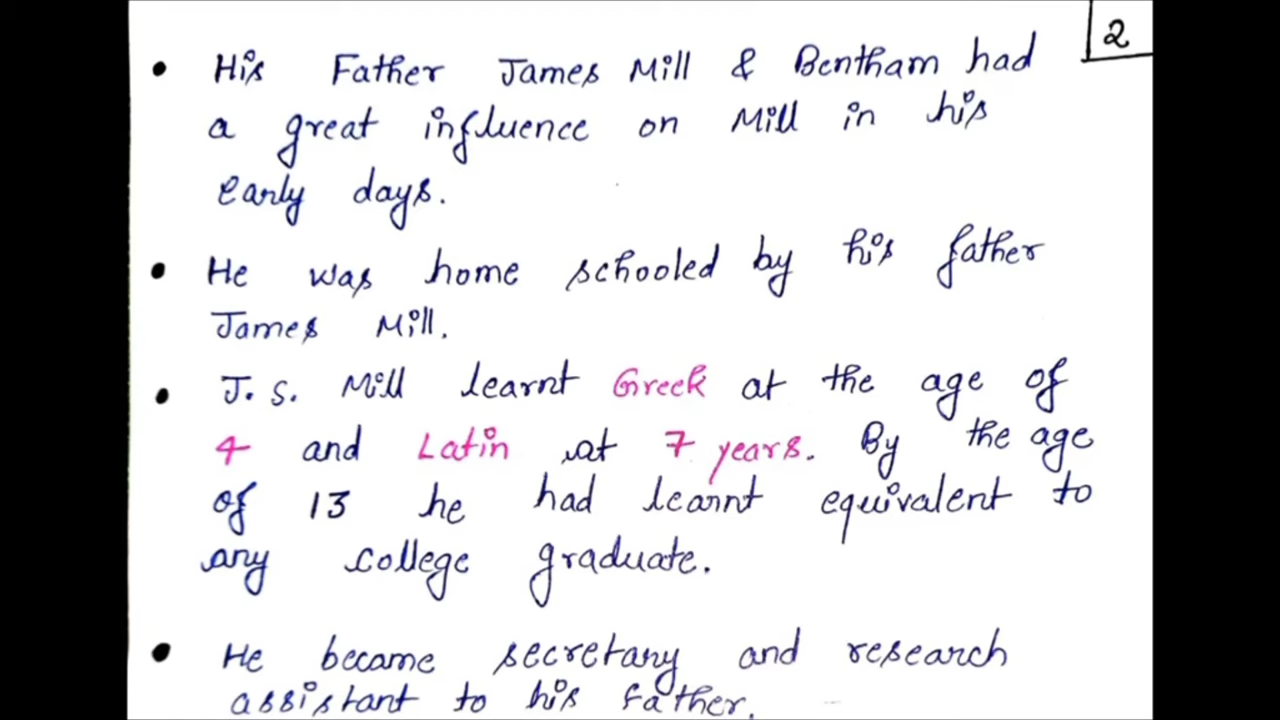 2
• His Father James Mill & Bentham had
a great influence on Mill in his
early days.
• He was home schooled by his father
James Mill.
• J. S. Mill learnt Greek at the age of
4 and Latin at 7 years. By the age
of 13 he had learnt equivalent to
any college graduate.
• He became secretary and research
assistant to his father.